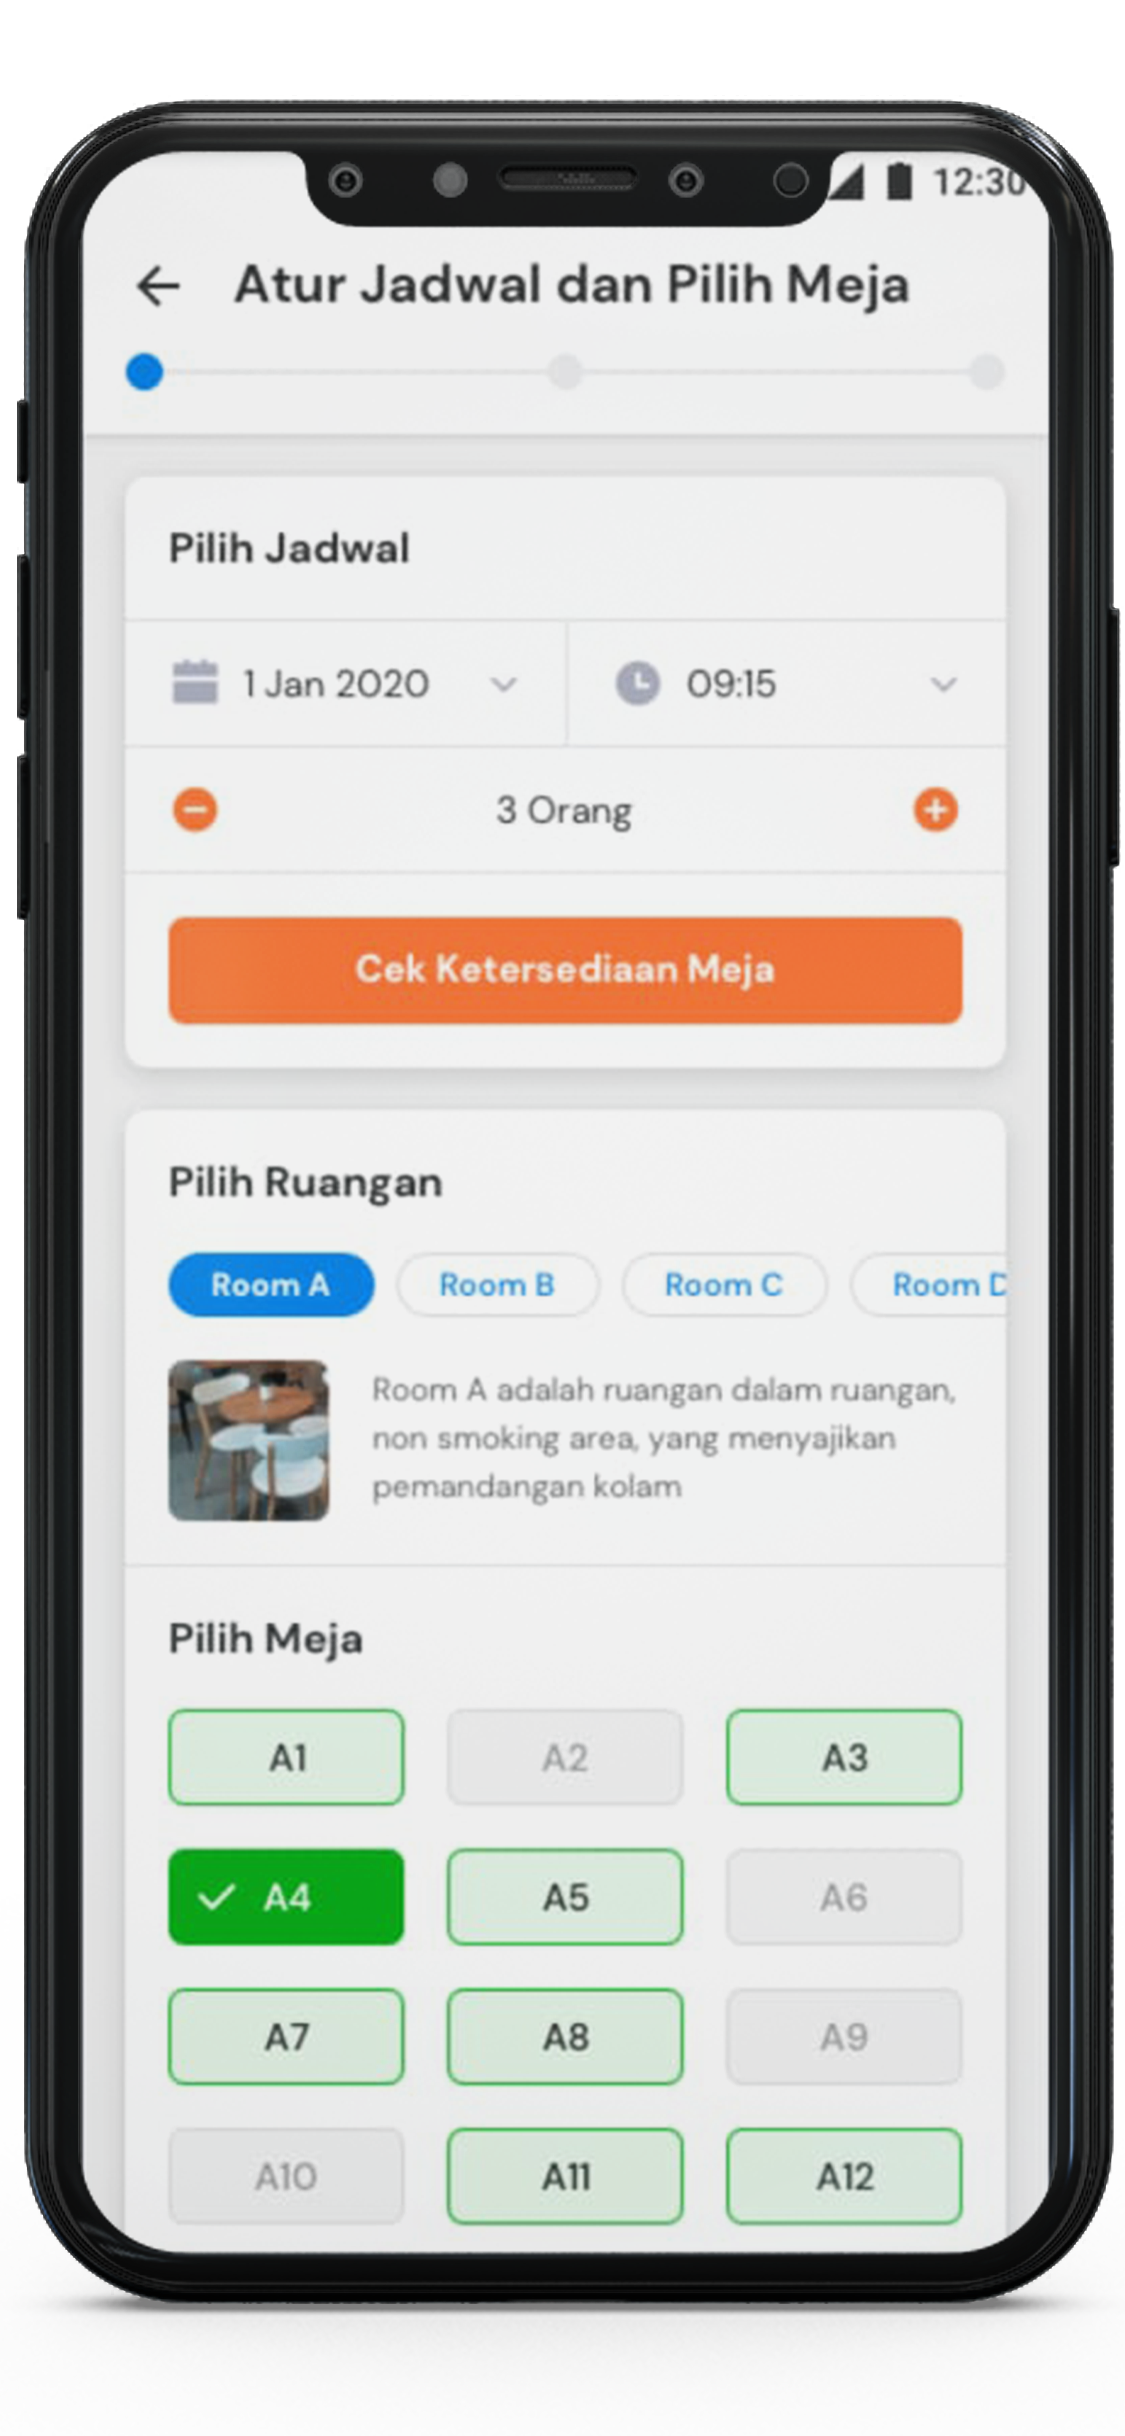 12:30
Atur Jadwal dan Pilih Meja
Pilih Jadwal
1 Jan 2020 09:15
3 Orang
Cek Ketersediaan Meja
Pilih Ruangan
Room A Room B Room C Room D
Room A adalah ruangan dalam ruangan,
non smoking area, yang menyajikan
pemandangan kolam
Pilih Meja
A1 A2 A3
A4 A5 A6
A7 A8 A9
A10 A11 A12